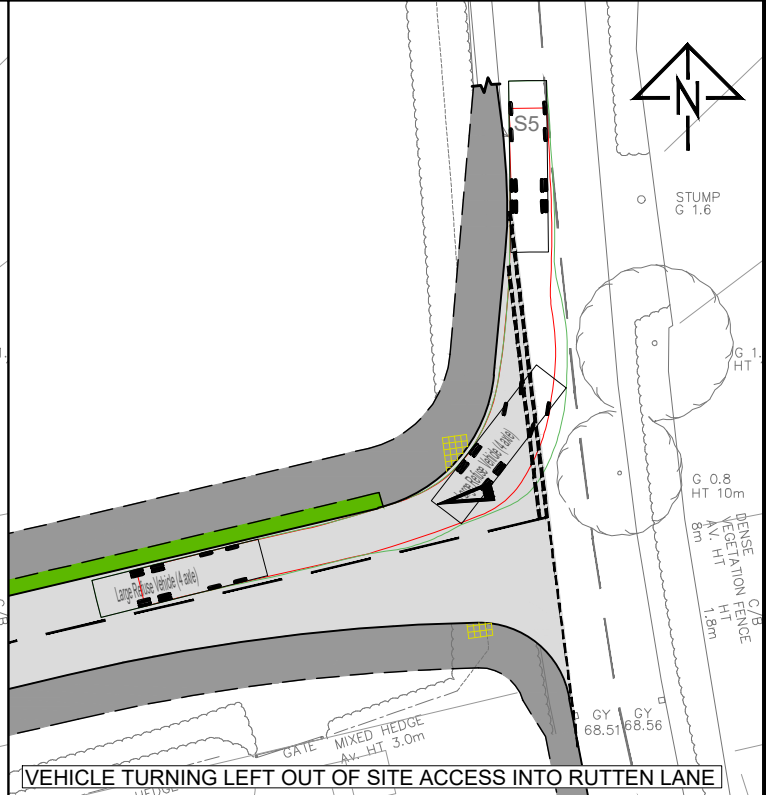 N
S5
STUMP
G 1.6
G 1.
HT
G 0.8
HT 10m
DENSE
VEGETATION FENCE
AV. HT
HT
8m
1.8m
C/B
Large Refuse Vehicle (4 axle)
Large Refuse Vehicle (4 axle)
GY
68.51
GY
68.56
GATE
MIXED HEDGE
Av. HT 3.0m
HEDGE
VEHICLE TURNING LEFT OUT OF SITE ACCESS INTO RUTTEN LANE